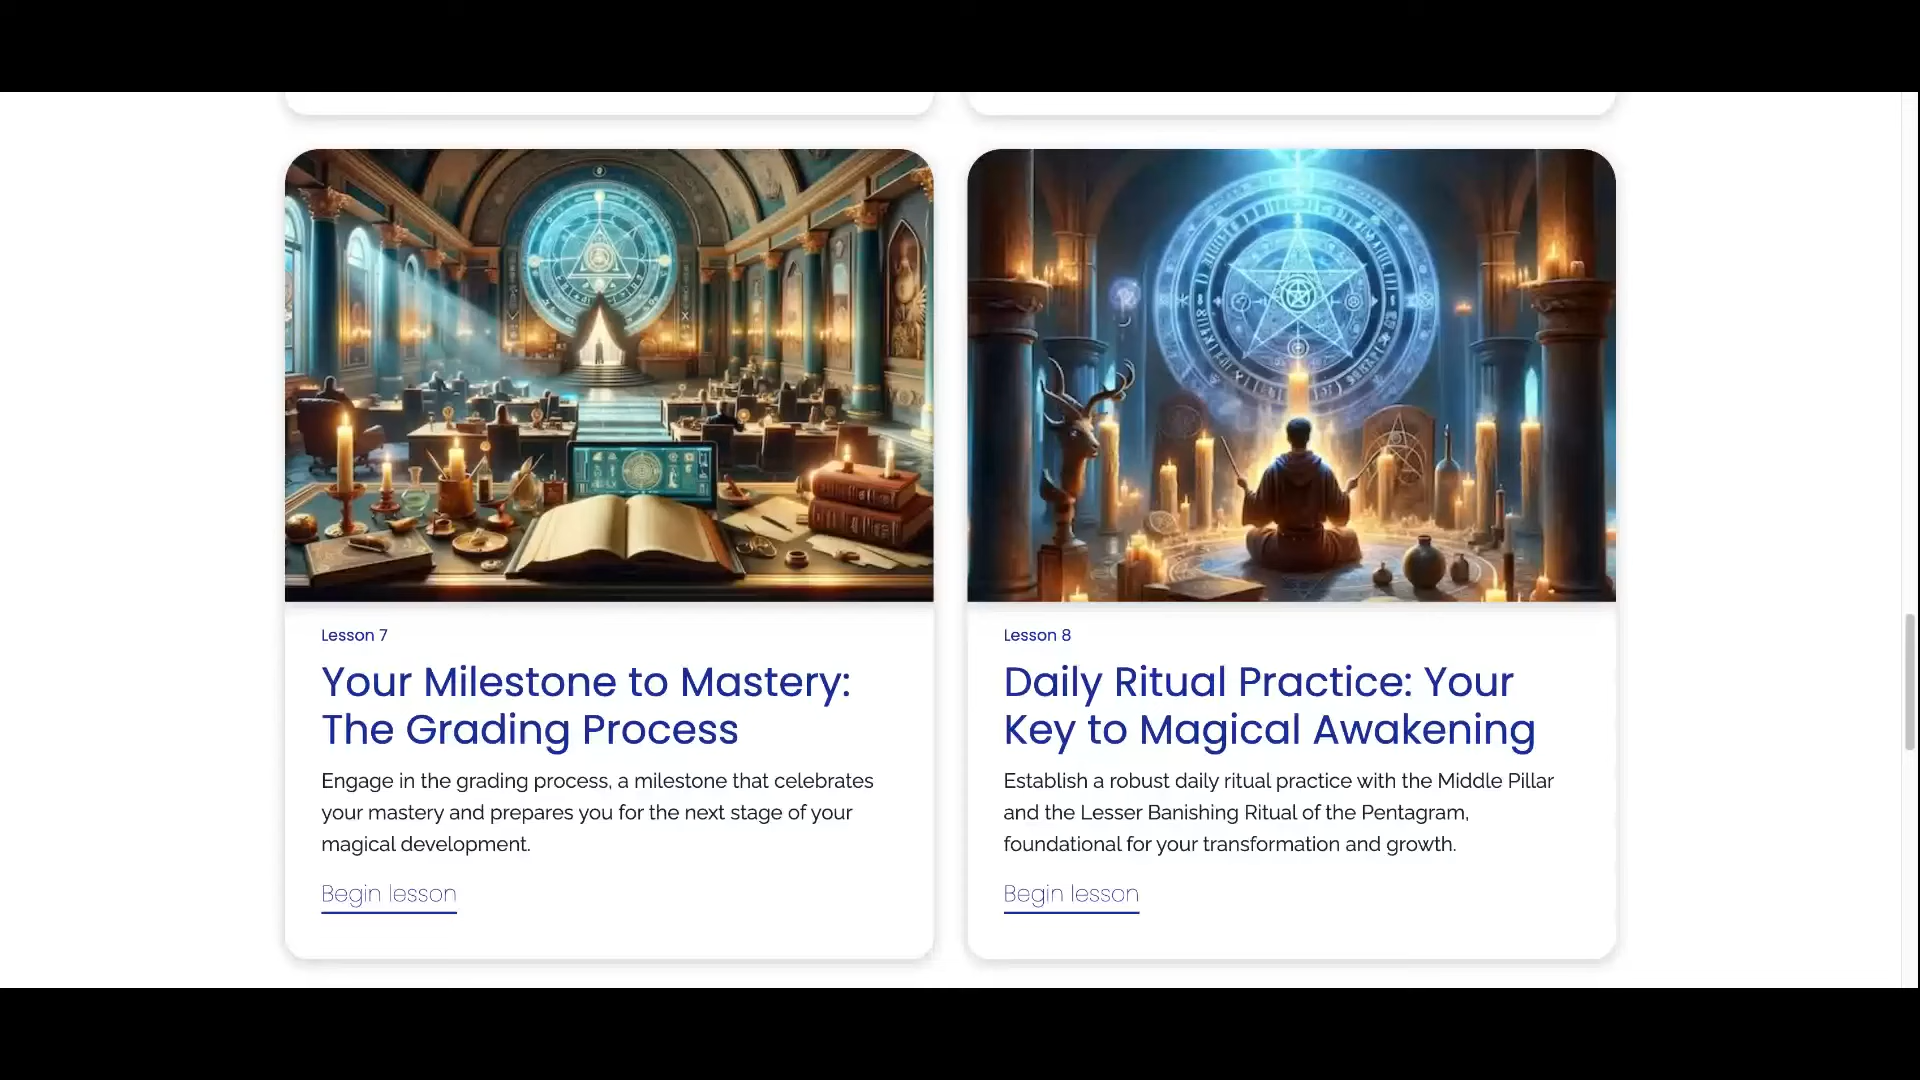 Lesson 7
Your Milestone to Mastery:
The Grading Process
Engage in the grading process, a milestone that celebrates
your mastery and prepares you for the next stage of your
magical development.
Begin lesson
Lesson 8
Daily Ritual Practice: Your
Key to Magical Awakening
Establish a robust daily ritual practice with the Middle Pillar
and the Lesser Banishing Ritual of the Pentagram,
foundational for your transformation and growth.
Begin lesson